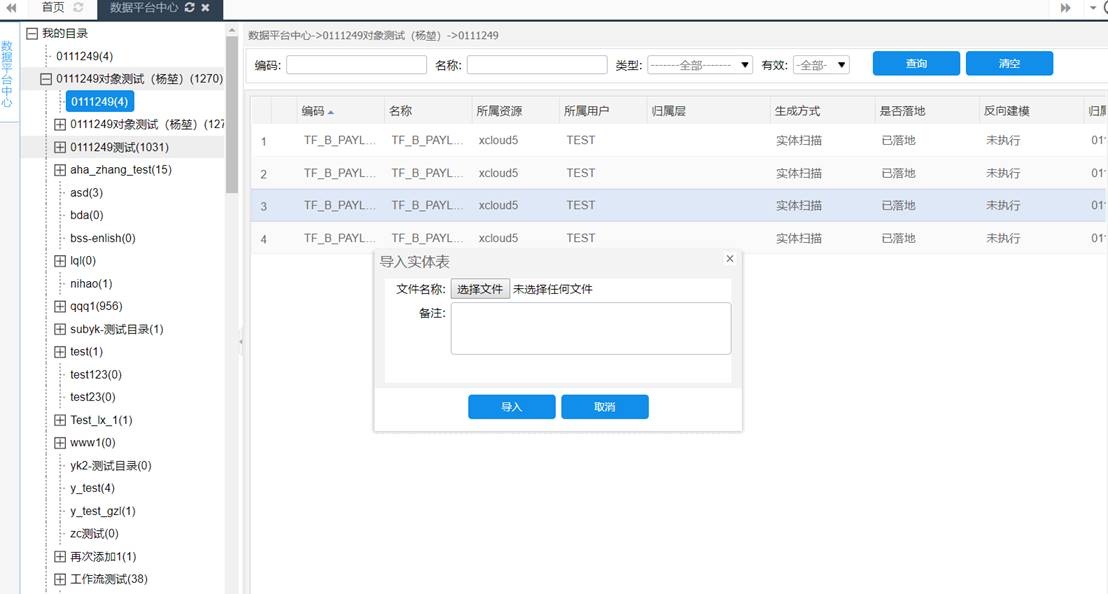 首页 数据平台中心
数据平台中心
我的目录
0111249(4)
0111249对象测试（杨堃）(1270)
0111249(4)
0111249对象测试（杨堃）(127
0111249测试(1031)
aha_zhang_test(15)
asd(3)
bda(0)
bss-enlish(0)
lql(0)
nihao(1)
qqq1(956)
subyk-测试目录(1)
test(1)
test123(0)
test23(0)
Test_lx_1(1)
www1(0)
yk2-测试目录(0)
y_test(4)
y_test_gzl(1)
zc测试(0)
再次添加1(1)
工作流测试(38)
数据平台中心->0111249对象测试（杨堃）->0111249
编码: 名称: 类型: -------全部------- 有效: -全部- 查询 清空
编码 名称 所属资源 所属用户 归属层 生成方式 是否落地 反向建模 归属
1 TF_B_PAYL... TF_B_PAYL... xcloud5 TEST 实体扫描 已落地 未执行 01
2 TF_B_PAYL... TF_B_PAYL... xcloud5 TEST 实体扫描 已落地 未执行 01
3 TF_B_PAYL... TF_B_PAYL... xcloud5 TEST 实体扫描 已落地 未执行 01
4 TF_B_PAYL... TF_B_PAYL... xcloud5 TEST 实体扫描 已落地 未执行 01
导入实体表
文件名称: 选择文件 未选择任何文件
备注:
导入 取消